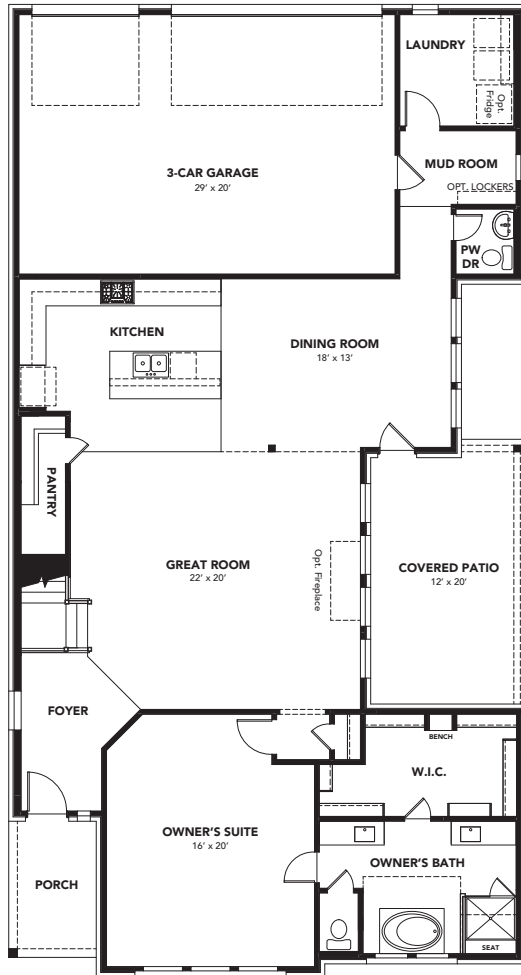 LAUNDRY
Opt.
Fridge
MUD ROOM
OPT. LOCKERS
3-CAR GARAGE
29' x 20'
PW
DR
KITCHEN
DINING ROOM
18' x 13'
PANTRY
GREAT ROOM
22' x 20'
Opt. Fireplace
COVERED PATIO
12' x 20'
FOYER
BENCH
W.I.C.
OWNER'S SUITE
16' x 20'
OWNER'S BATH
PORCH
SEAT